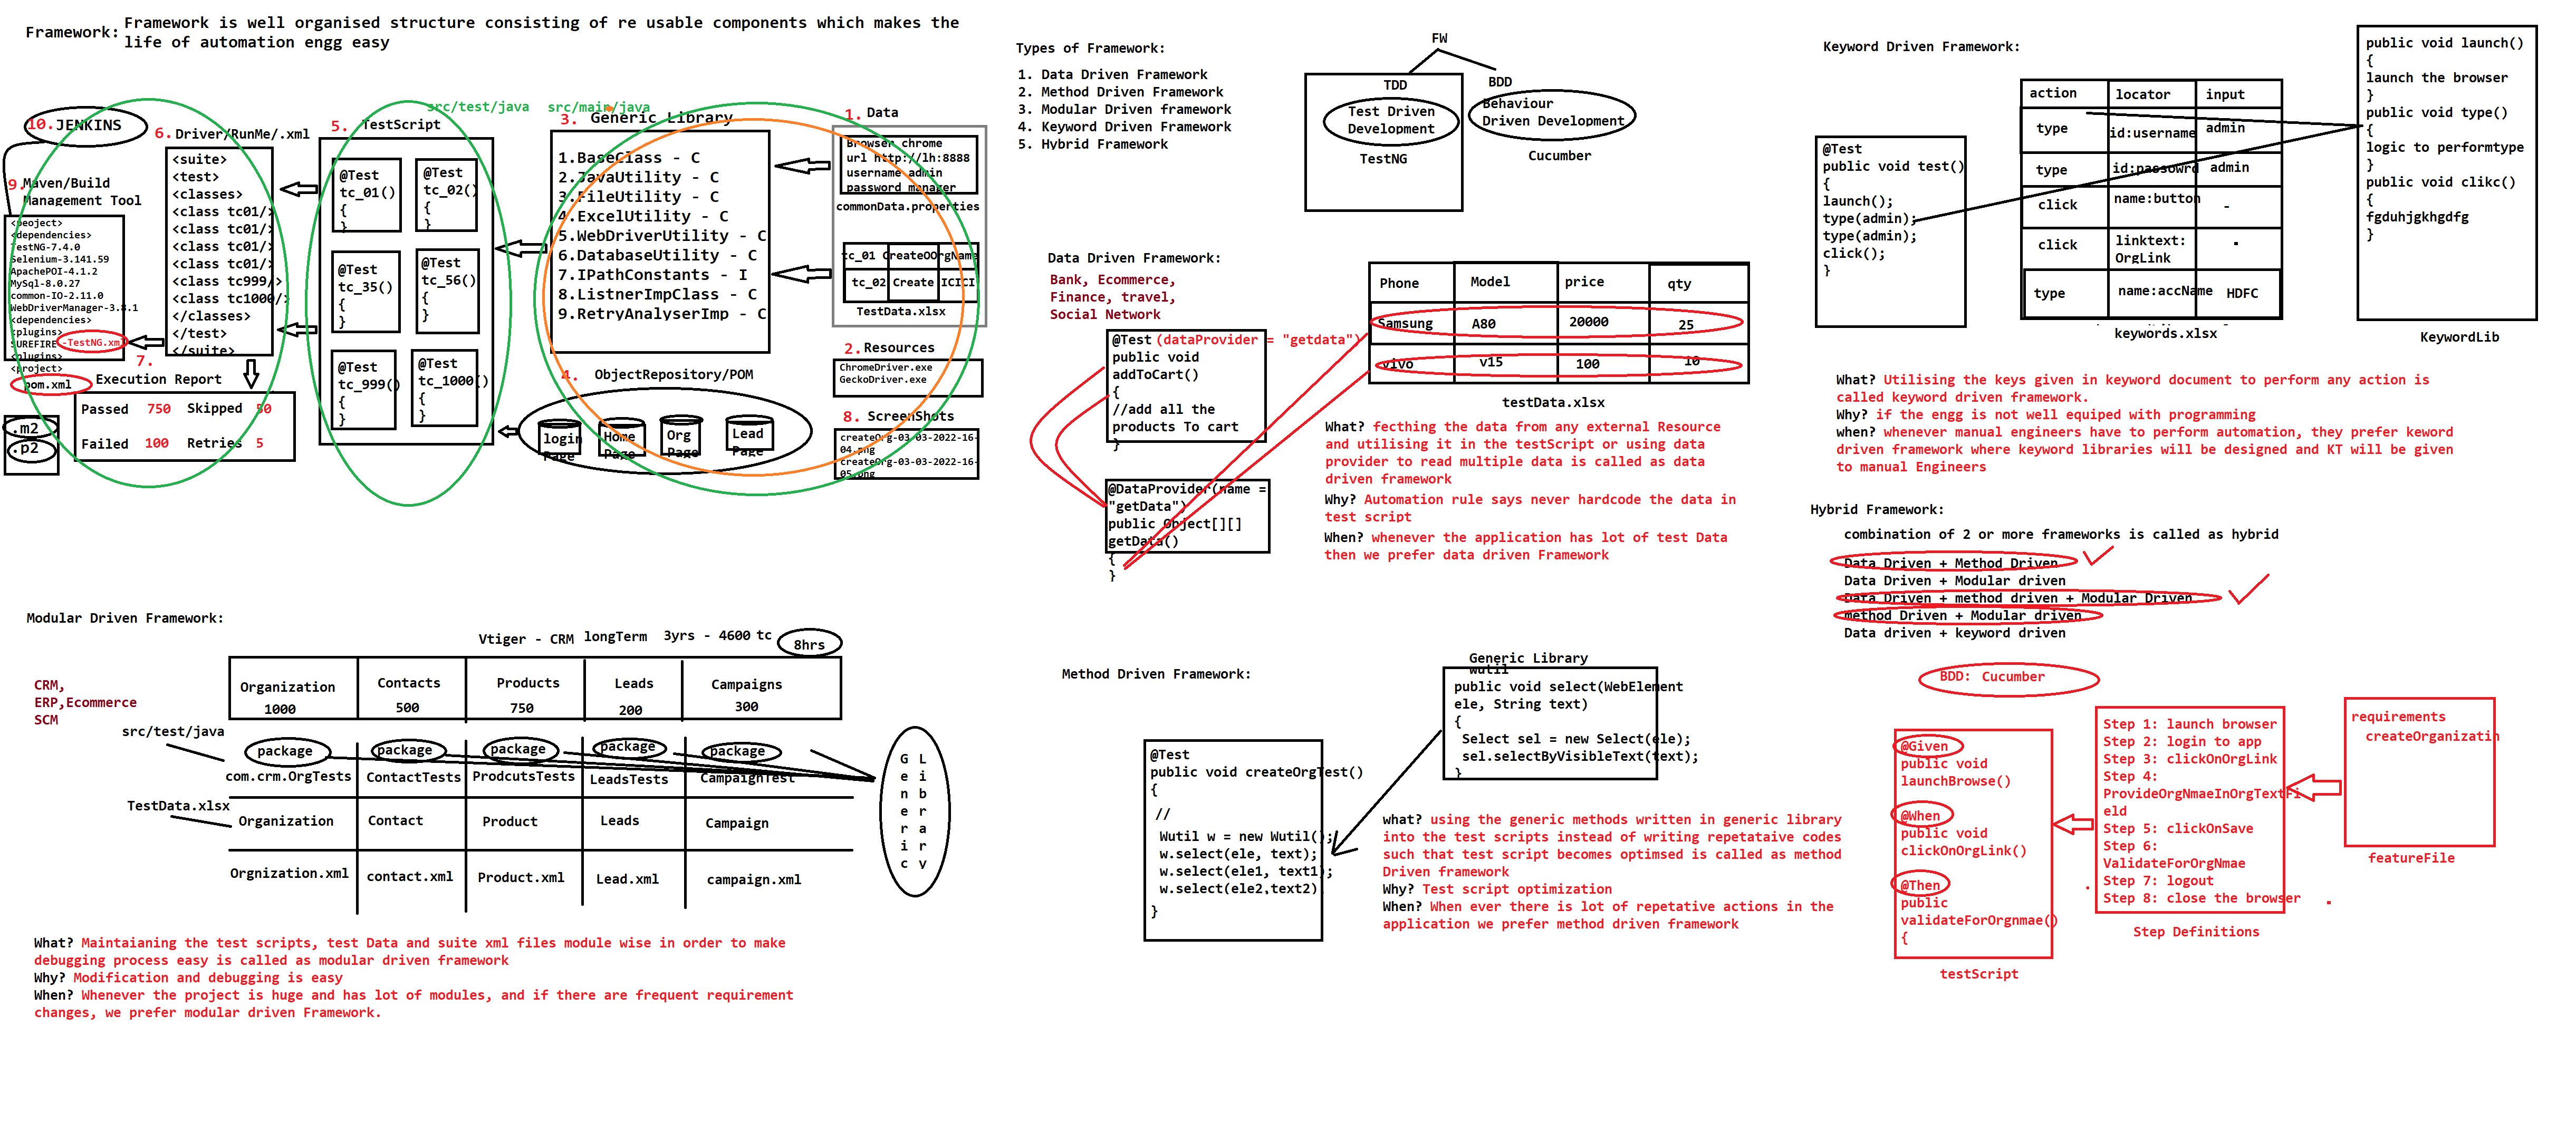 Framework:
Framework is well organised structure consisting of re usable components which makes the
life of automation engg easy
src/test/java
src/main/java
10.JENKINS
9.Maven/Build
Management Tool
<peoject>
<dependencies>
TestNG-7.4.0
Selenium-3.141.59
ApachePOI-4.1.2
MySql-8.0.27
common-IO-2.11.0
WebDriverManager-3.8.1
<dependencies>
<plugins>
SUREFIRE -TestNG.xml
<plugins>
<project>
pom.xml
.m2
.p2
6. Driver/RunMe/.xml
<suite>
<test>
<classes>
<class tc01/>
<class tc01/>
<class tc01/>
<class tc01/>
<class tc999/>
<class tc1000/>
</classes>
</test>
</suite>
7.
Execution Report
Passed 750 Skipped 50
Failed 100 Retries 5
5. TestScript
@Test
tc_01()
{
}
@Test
tc_02()
{
}
@Test
tc_35()
{
}
@Test
tc_56()
{
}
@Test
tc_999()
{
}
@Test
tc_1000()
{
}
3. Generic Library
1.BaseClass - C
2.JavaUtility - C
3.FileUtility - C
4.ExcelUtility - C
5.WebDriverUtility - C
6.DatabaseUtility - C
7.IPathConstants - I
8.ListnerImpClass - C
9.RetryAnalyserImp - C
4. ObjectRepository/POM
login
Page
Home
Page
Org
Page
Lead
Page
1. Data
Browser chrome
url http://lh:8888
username admin
password manager
commonData.properties
tc_01 CreateOOrgName
tc_02 Create ICICI
TestData.xlsx
2. Resources
ChromeDriver.exe
GeckoDriver.exe
8. ScreenShots
createOrg-03-03-2022-16-
04.png
createOrg-03-03-2022-16-
05.png
Types of Framework:
1. Data Driven Framework
2. Method Driven Framework
3. Modular Driven framework
4. Keyword Driven Framework
5. Hybrid Framework
FW
TDD
Test Driven
Development
TestNG
BDD
Behaviour
Driven Development
Cucumber
Data Driven Framework:
Bank, Ecommerce,
Finance, travel,
Social Network
@Test (dataProvider = "getdata")
public void
addToCart()
{
//add all the
products To cart
}
@DataProvider(name =
"getData")
public Object[][]
getData()
{
}
Phone Model price qty
Samsung A80 20000 25
vivo v15 100 10
testData.xlsx
What? fecthing the data from any external Resource
and utilising it in the testScript or using data
provider to read multiple data is called as data
driven framework
Why? Automation rule says never hardcode the data in
test script
When? whenever the application has lot of test Data
then we prefer data driven Framework
Keyword Driven Framework:
@Test
public void test()
{
launch();
type(admin);
type(admin);
click();
}
action locator input
type id:username admin
type id:passowrd admin
click name:button -
click linktext:
OrgLink
type name:accName HDFC
keywords.xlsx
public void launch()
{
launch the browser
}
public void type()
{
logic to performtype
}
public void clikc()
{
fgduhjgkhgdfg
}
KeywordLib
What? Utilising the keys given in keyword document to perform any action is
called keyword driven framework.
Why? if the engg is not well equiped with programming
when? whenever manual engineers have to perform automation, they prefer keword
driven framework where keyword libraries will be designed and KT will be given
to manual Engineers
Hybrid Framework:
combination of 2 or more frameworks is called as hybrid
Data Driven + Method Driven
Data Driven + Modular driven
Data Driven + method driven + Modular Driven
method Driven + Modular driven
Data driven + keyword driven
Modular Driven Framework:
Vtiger - CRM longTerm 3yrs - 4600 tc 8hrs
CRM,
ERP,Ecommerce
SCM
Organization Contacts Products Leads Campaigns
1000 500 750 200 300
src/test/java
package package package package package
com.crm.OrgTests ContactTests ProdcutsTests LeadsTests CampaignTest
TestData.xlsx
Organization Contact Product Leads Campaign
Orgnization.xml contact.xml Product.xml Lead.xml campaign.xml
Generic
Library
What? Maintaianing the test scripts, test Data and suite xml files module wise in order to make
debugging process easy is called as modular driven framework
Why? Modification and debugging is easy
When? Whenever the project is huge and has lot of modules, and if there are frequent requirement
changes, we prefer modular driven Framework.
Method Driven Framework:
@Test
public void createOrgTest()
{
//
Wutil w = new Wutil();
w.select(ele, text);
w.select(ele1, text1);
w.select(ele2,text2)
}
Generic Library
wutil
public void select(WebElement
ele, String text)
{
Select sel = new Select(ele);
sel.selectByVisibleText(text);
}
what? using the generic methods written in generic library
into the test scripts instead of writing repetataive codes
such that test script becomes optimsed is called as method
Driven framework
Why? Test script optimization
When? When ever there is lot of repetative actions in the
application we prefer method driven framework
BDD: Cucumber
@Given
public void
launchBrowse()
@When
public void
clickOnOrgLink()
@Then
public
validateForOrgnmae()
{
testScript
Step 1: launch browser
Step 2: login to app
Step 3: clickOnOrgLink
Step 4:
ProvideOrgNmaeInOrgTextFi
eld
Step 5: clickOnSave
Step 6:
ValidateForOrgNmae
Step 7: logout
Step 8: close the browser
Step Definitions
requirements
createOrganizatin
featureFile